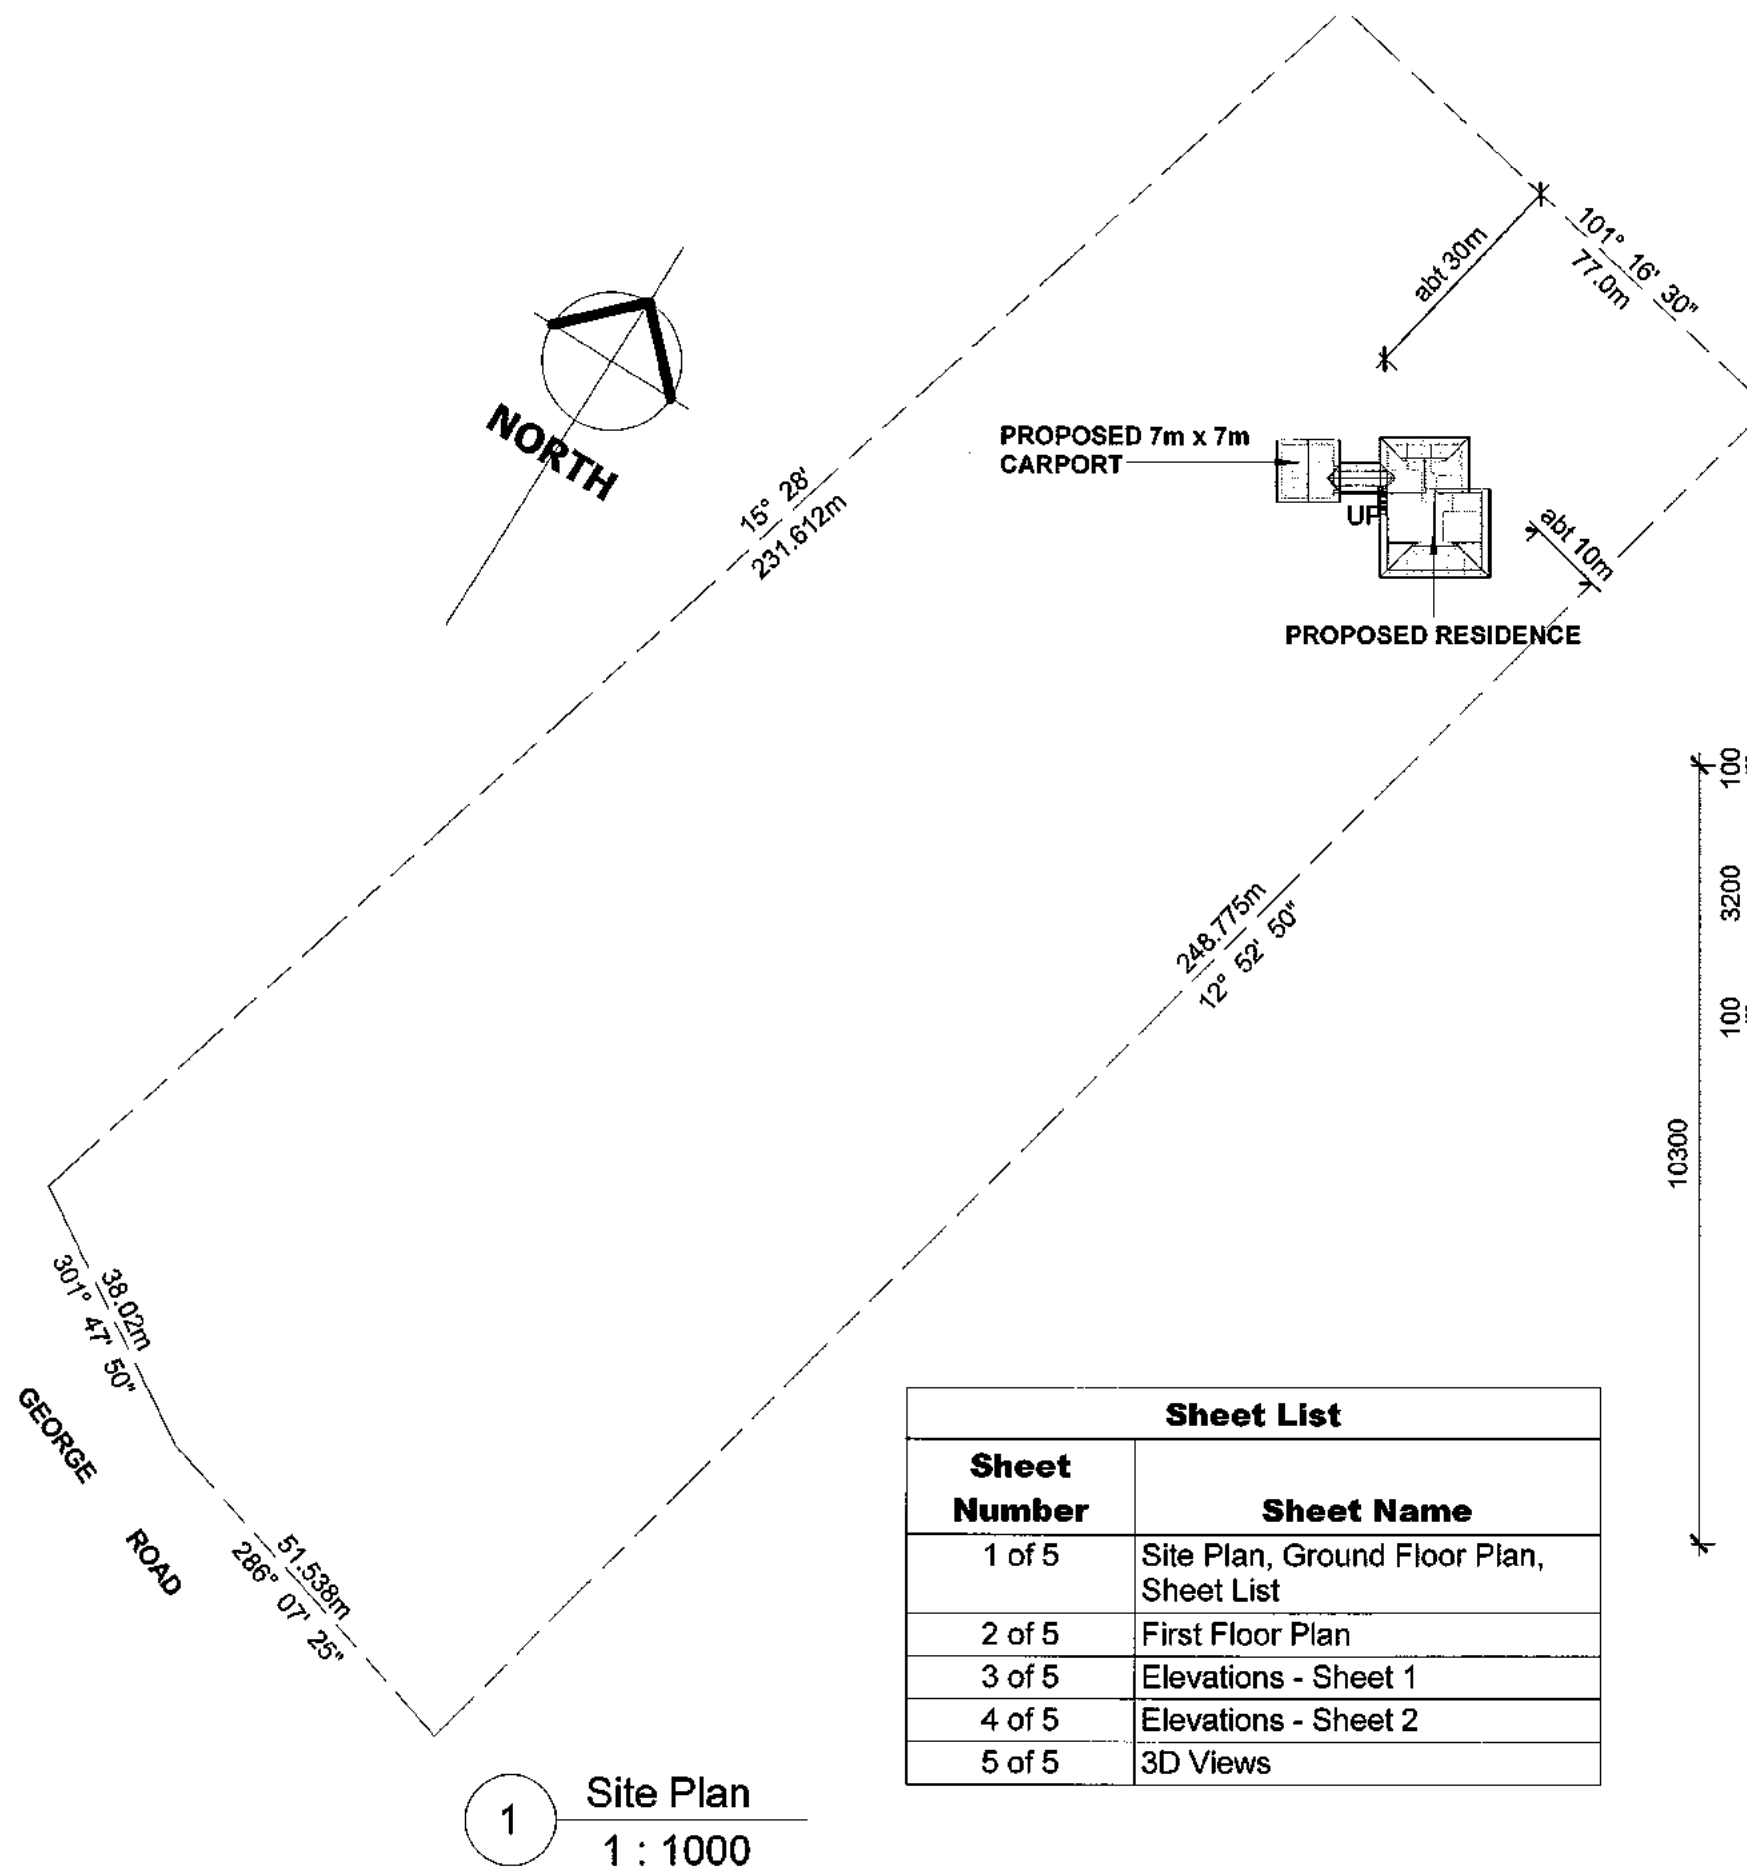 101° 16' 30"
77.0m
abt 30m
NORTH
PROPOSED 7m x 7m
CARPORT
UP
15° 28'
231.612m
abt 10m
PROPOSED RESIDENCE
100
3200
100
10300
248.775m
12° 52' 50"
38.02m
301° 47' 50"
GEORGE
ROAD
51.538m
286° 07' 25"
Sheet List
Sheet
Number
Sheet Name
1 of 5
Site Plan, Ground Floor Plan,
Sheet List
2 of 5
First Floor Plan
3 of 5
Elevations - Sheet 1
4 of 5
Elevations - Sheet 2
5 of 5
3D Views
1
Site Plan
1 : 1000